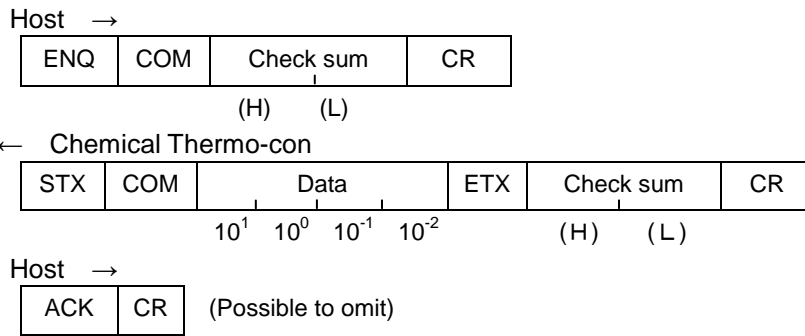 Host →
ENQ COM Check sum CR
(H) (L)
← Chemical Thermo-con
STX COM Data ETX Check sum CR
10¹ 10⁰ 10⁻¹ 10⁻² (H) (L)
Host →
ACK CR (Possible to omit)